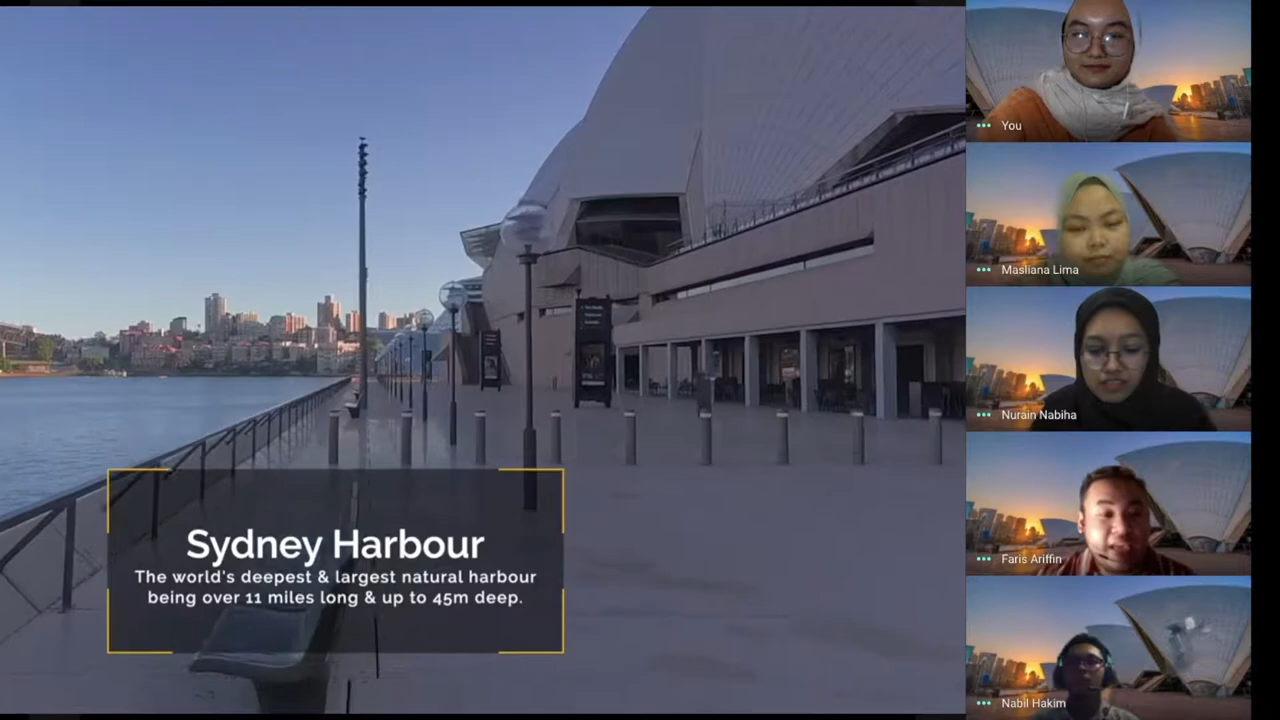 Sydney Harbour
The world's deepest & largest natural harbour
being over 11 miles long & up to 45m deep.
You
Masliana Lima
Nurain Nabiha
Faris Ariffin
Nabil Hakim